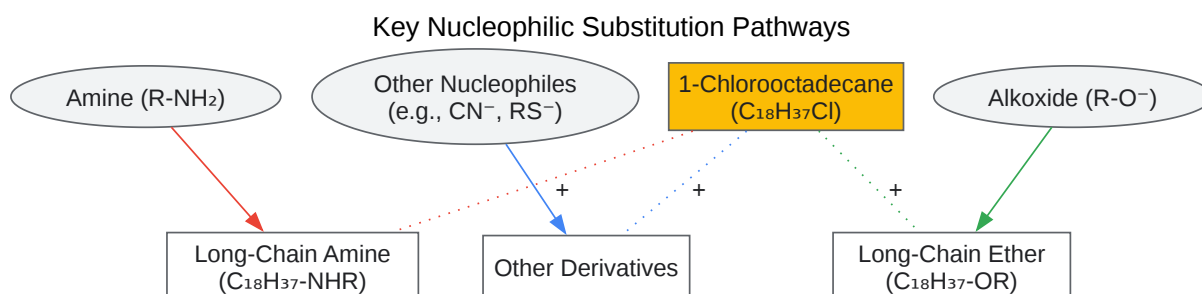 Key Nucleophilic Substitution Pathways
Amine (R-NH₂)
Other Nucleophiles
(e.g., CN⁻, RS⁻)
1-Chlorooctadecane
(C₁₈H₃₇Cl)
Alkoxide (R-O⁻)
+
+
+
Long-Chain Amine
(C₁₈H₃₇-NHR)
Other Derivatives
Long-Chain Ether
(C₁₈H₃₇-OR)